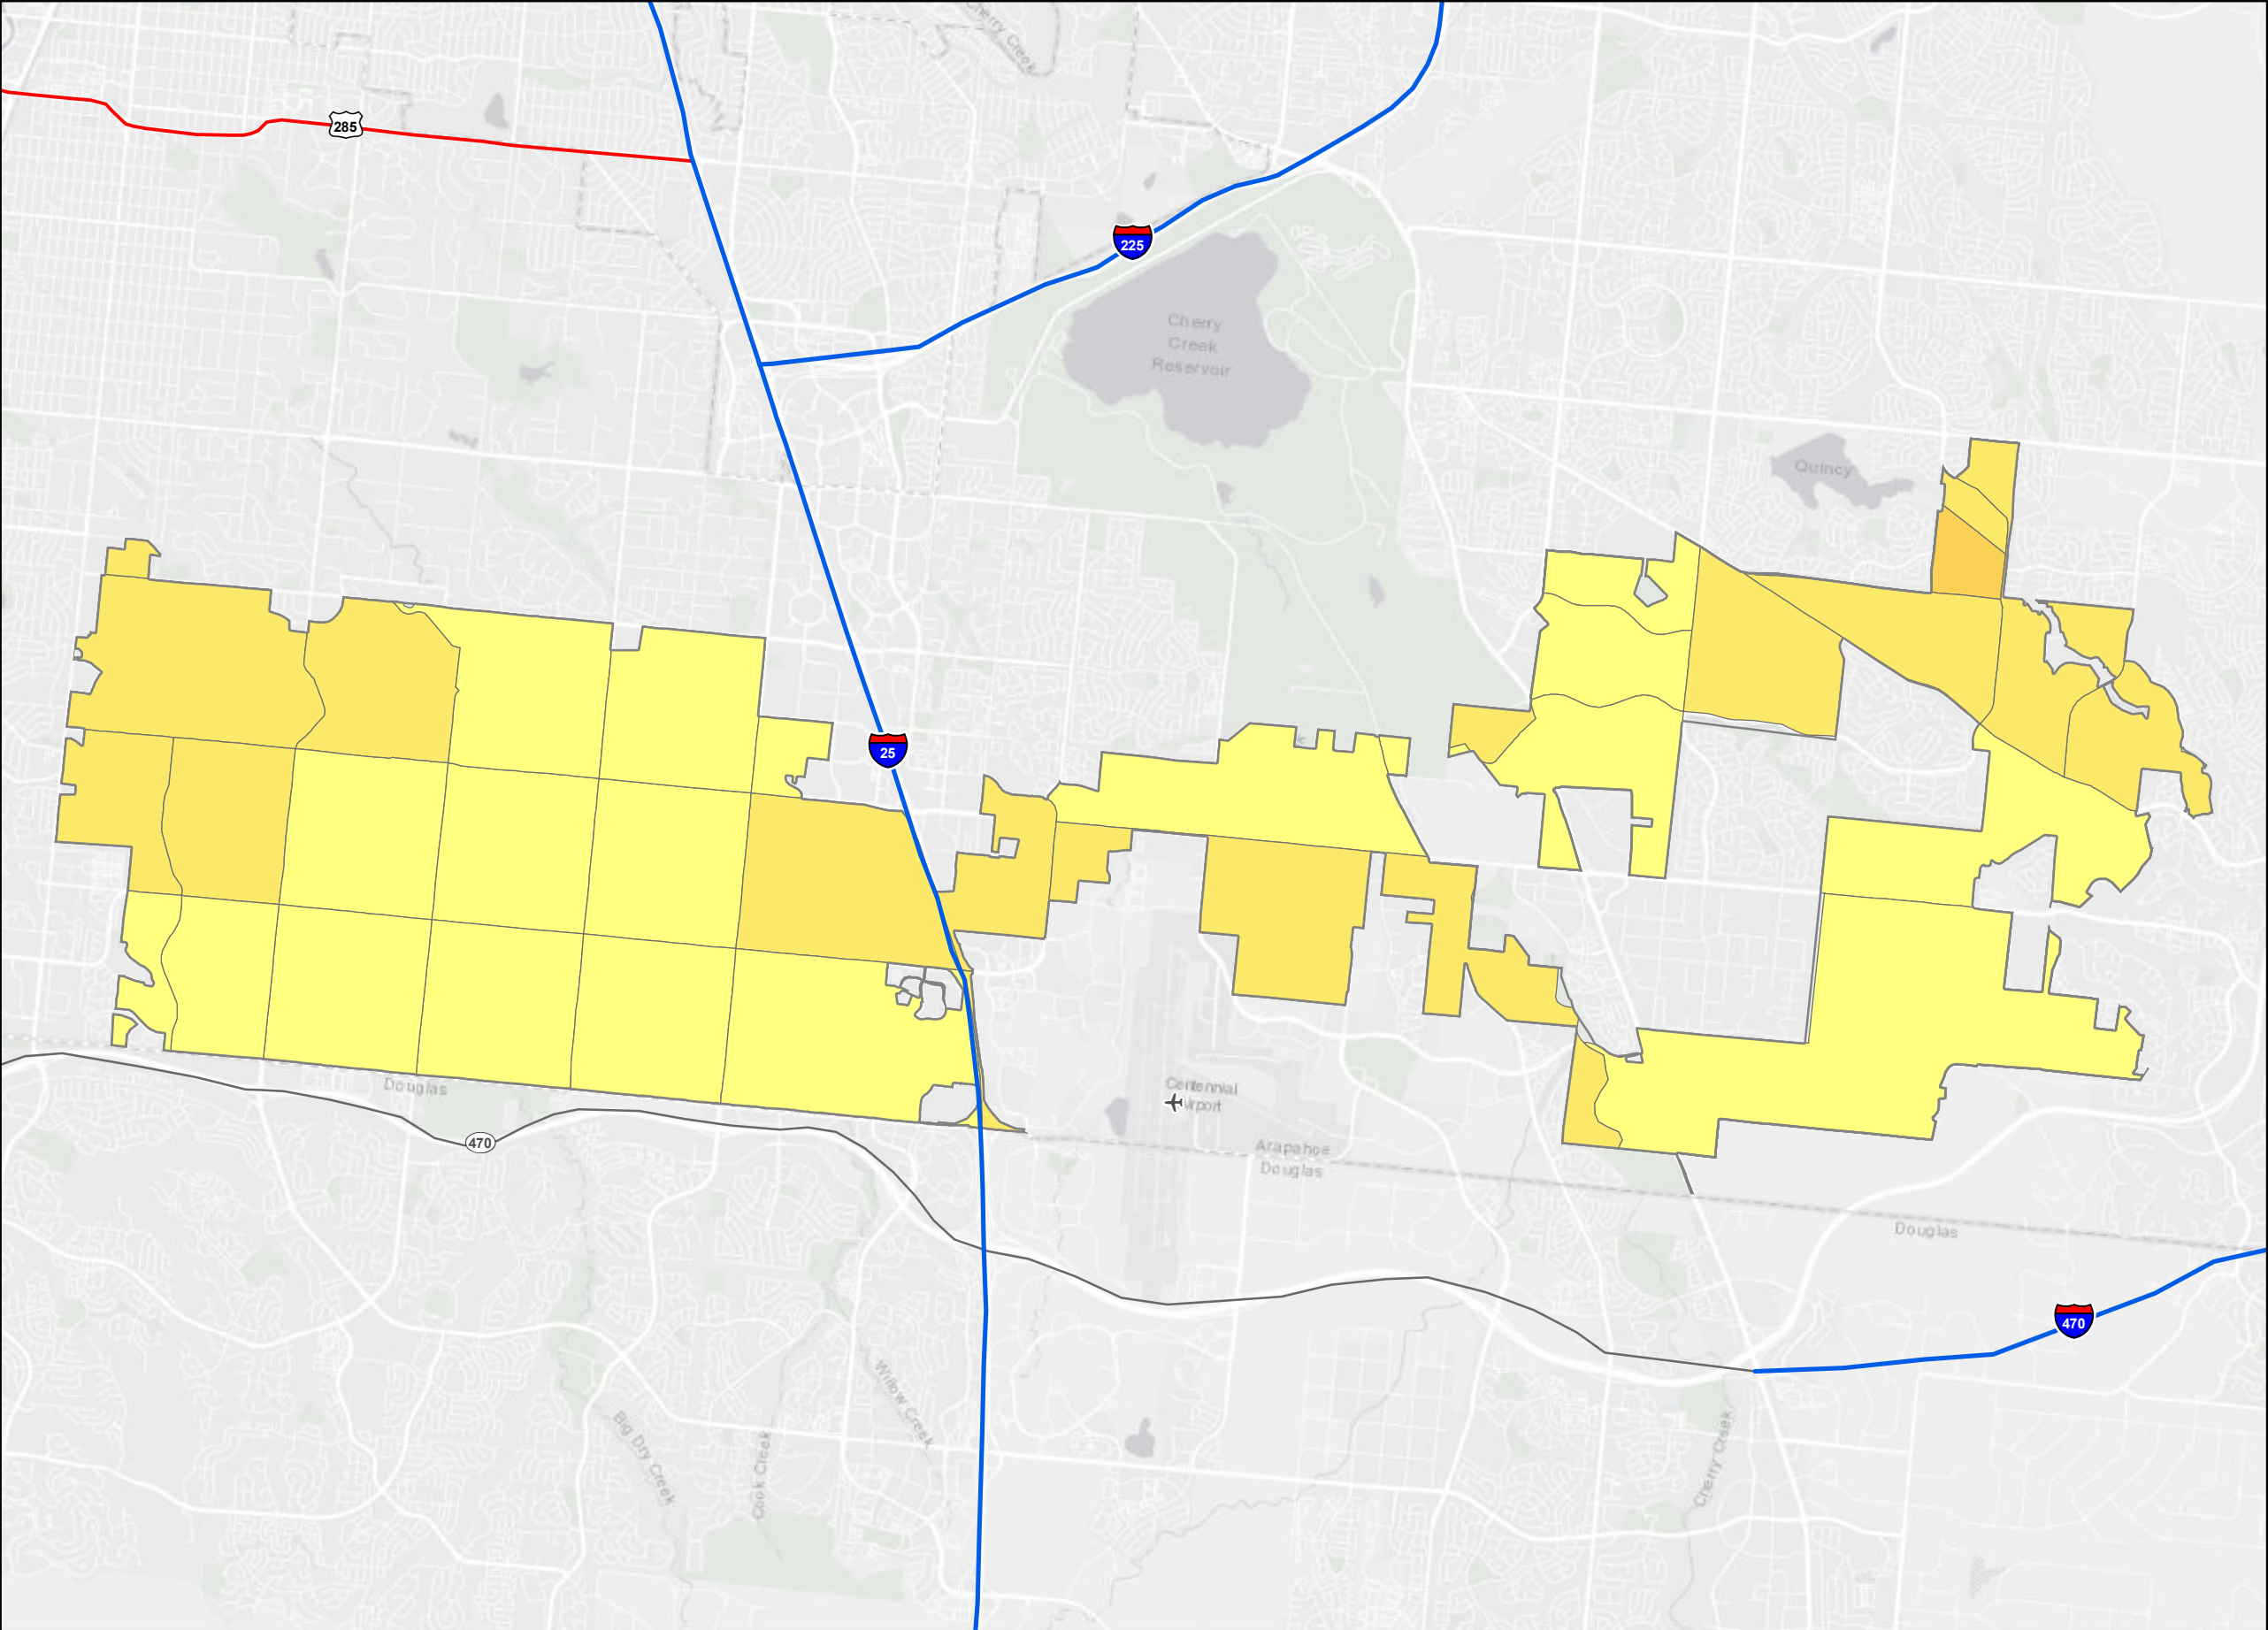 Cherry Creek
285
225
Cherry
Creek
Reservoir
Quincy
25
Douglas
470
Centennial
Airport
Arapahoe
Douglas
Douglas
470
Willow Creek
Big Dry Creek
Cook Creek
Cherry Creek